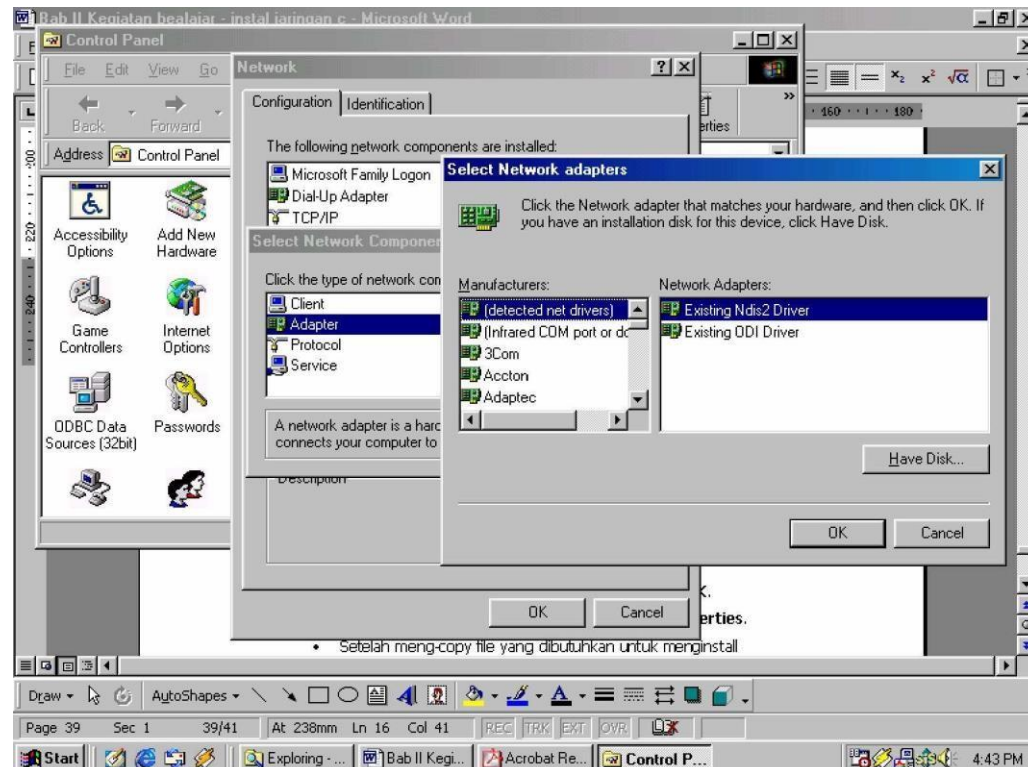 Bab II Kegiatan bealajar - instal jaringan c - Microsoft Word
Control Panel
File Edit View Go
Back Forward
Address Control Panel
Accessibility Options
Add New Hardware
Game Controllers
Internet Options
ODBC Data Sources (32bit)
Passwords
Network
Configuration Identification
The following network components are installed:
Microsoft Family Logon
Dial-Up Adapter
TCP/IP
Select Network Componen
Click the type of network con
Client
Adapter
Protocol
Service
A network adapter is a hard
connects your computer to
Description
OK Cancel
Select Network adapters
Click the Network adapter that matches your hardware, and then click OK. If
you have an installation disk for this device, click Have Disk.
Manufacturers:
(detected net drivers)
(Infrared COM port or do
3Com
Accton
Adaptec
Network Adapters:
Existing Ndis2 Driver
Existing ODI Driver
Have Disk...
OK Cancel
erties
460 480
200
220
240
K.
erties.
• Setelah meng-copy file yang dibutuhkan untuk menginstall
Draw AutoShapes
Page 39 Sec 1 39/41 At 238mm Ln 16 Col 41 REC TRK EXT OVR
Start Exploring - ... Bab II Kegi... Acrobat Re... Control P... 4:43 PM